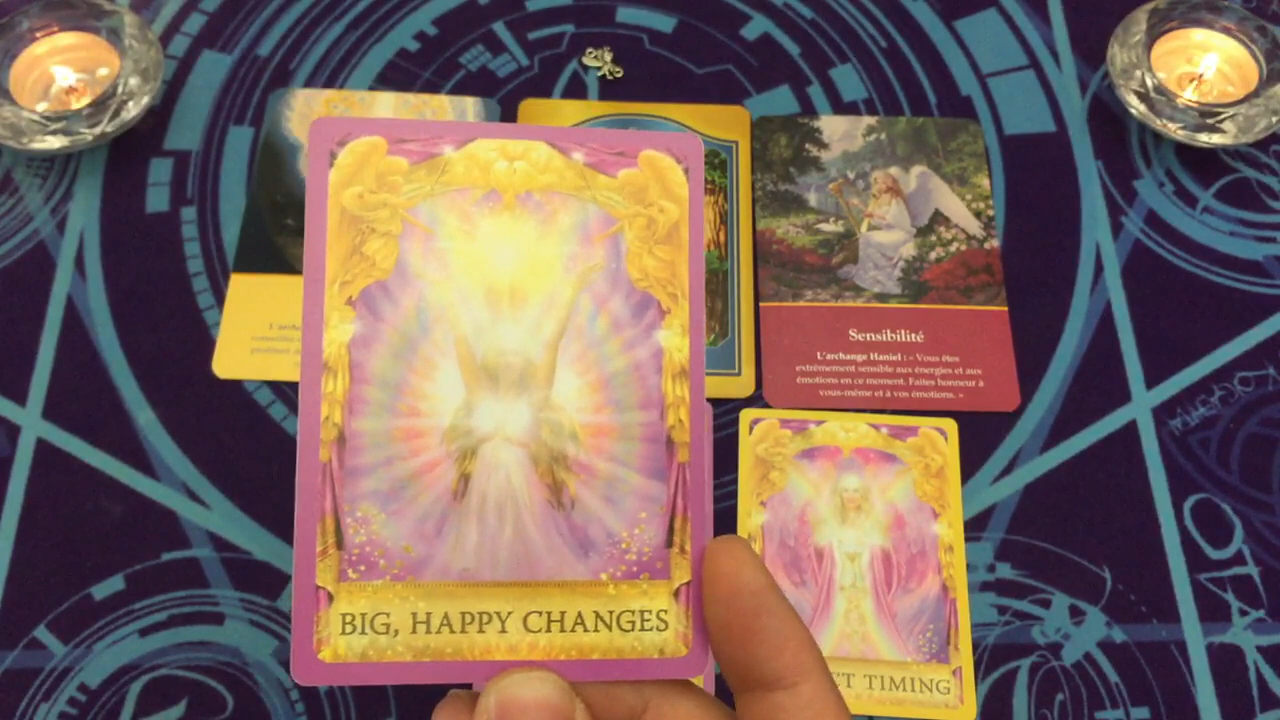 BIG, HAPPY CHANGES
Sensibilité
L'archange Haniel : « Vous êtes
extrêmement sensible aux énergies et aux
émotions en ce moment. Faites honneur à
vous-même et à vos émotions. »
TIMING